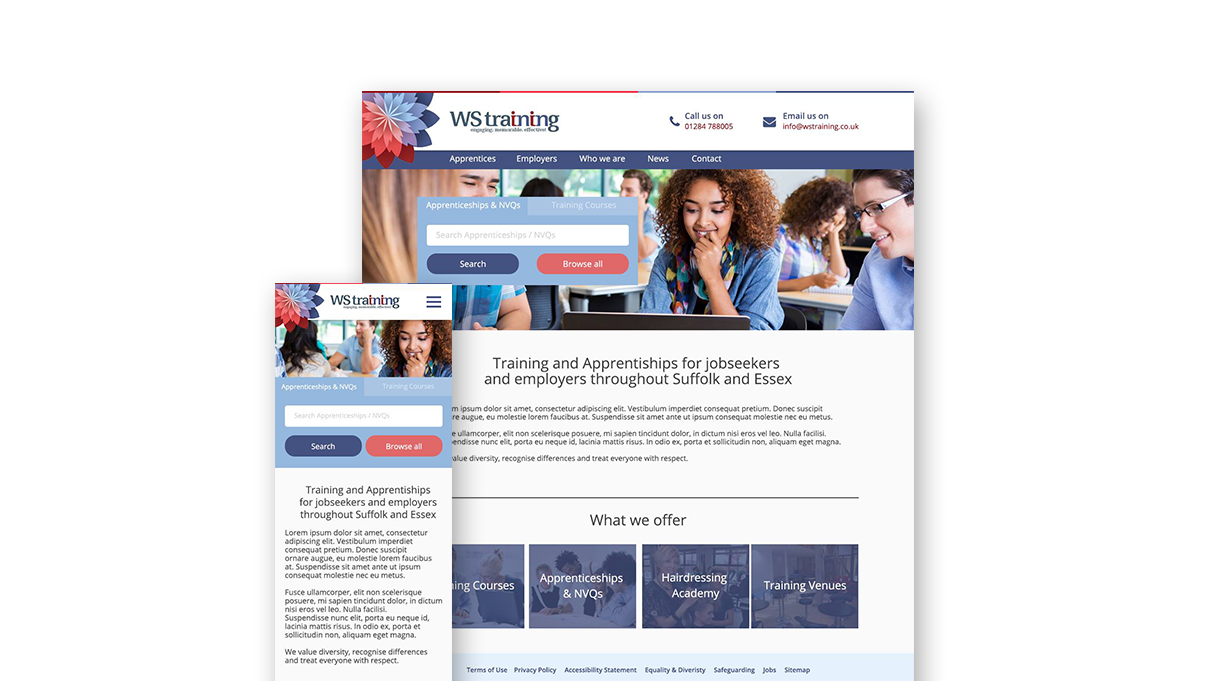 WS training
engaging. memorable. effective!
Call us on
01284 788005
Email us on
info@wstraining.co.uk
Apprentices Employers Who we are News Contact
Apprenticeships & NVQs Training Courses
Search Apprenticeships / NVQs
Search Browse all
Training and Apprentiships for jobseekers
and employers throughout Suffolk and Essex
dolor sit amet, consectetur adipiscing elit. Vestibulum imperdiet consequat pretium. Donec suscipit
augue, eu molestie lorem faucibus at. Suspendisse sit amet ante ut ipsum consequat molestie nec eu metus.
ullamcorper, elit non scelerisque posuere, mi sapien tincidunt dolor, in dictum nisi eros vel leo. Nulla facilisi.
nunc elit, porta eu neque id, lacinia mattis risus. In odio ex, porta et sollicitudin non, aliquam eget magna.
diversity, recognise differences and treat everyone with respect.
What we offer
Courses
Apprenticeships
& NVQs
Hairdressing
Academy
Training Venues
Terms of Use Privacy Policy Accessibility Statement Equality & Diveristy Safeguarding Jobs Sitemap
WS training
engaging. memorable. effective!
Apprenticeships & NVQs Training Courses
Search Apprenticeships / NVQs
Search Browse all
Training and Apprentiships
for jobseekers and employers
throughout Suffolk and Essex
Lorem ipsum dolor sit amet, consectetur
adipiscing elit. Vestibulum imperdiet
consequat pretium. Donec suscipit
ornare augue, eu molestie lorem faucibus
at. Suspendisse sit amet ante ut ipsum
consequat molestie nec eu metus.
Fusce ullamcorper, elit non scelerisque
posuere, mi sapien tincidunt dolor, in dictum
nisi eros vel leo. Nulla facilisi.
Suspendisse nunc elit, porta eu neque id,
lacinia mattis risus. In odio ex, porta et
sollicitudin non, aliquam eget magna.
We value diversity, recognise differences
and treat everyone with respect.